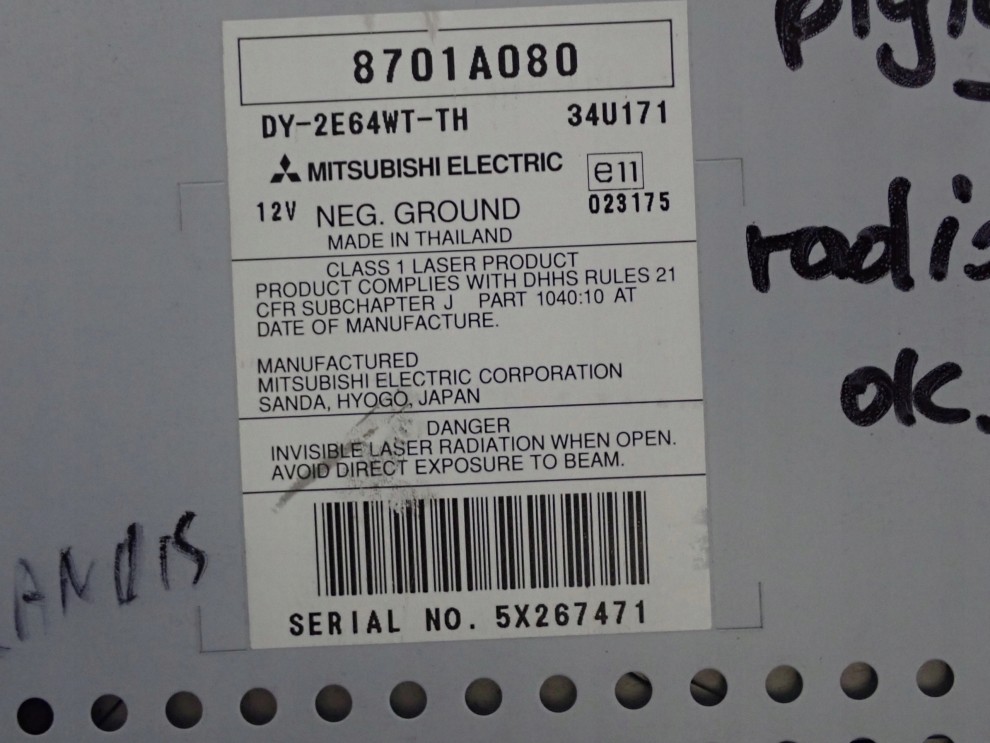 8701A080
DY-2E64WT-TH 34U171
MITSUBISHI ELECTRIC e11
12V NEG. GROUND 023175
MADE IN THAILAND
CLASS 1 LASER PRODUCT
PRODUCT COMPLIES WITH DHHS RULES 21
CFR SUBCHAPTER J PART 1040:10 AT
DATE OF MANUFACTURE.
MANUFACTURED
MITSUBISHI ELECTRIC CORPORATION
SANDA, HYOGO, JAPAN
DANGER
INVISIBLE LASER RADIATION WHEN OPEN.
AVOID DIRECT EXPOSURE TO BEAM.
SERIAL NO. 5X267471
radio
ok.